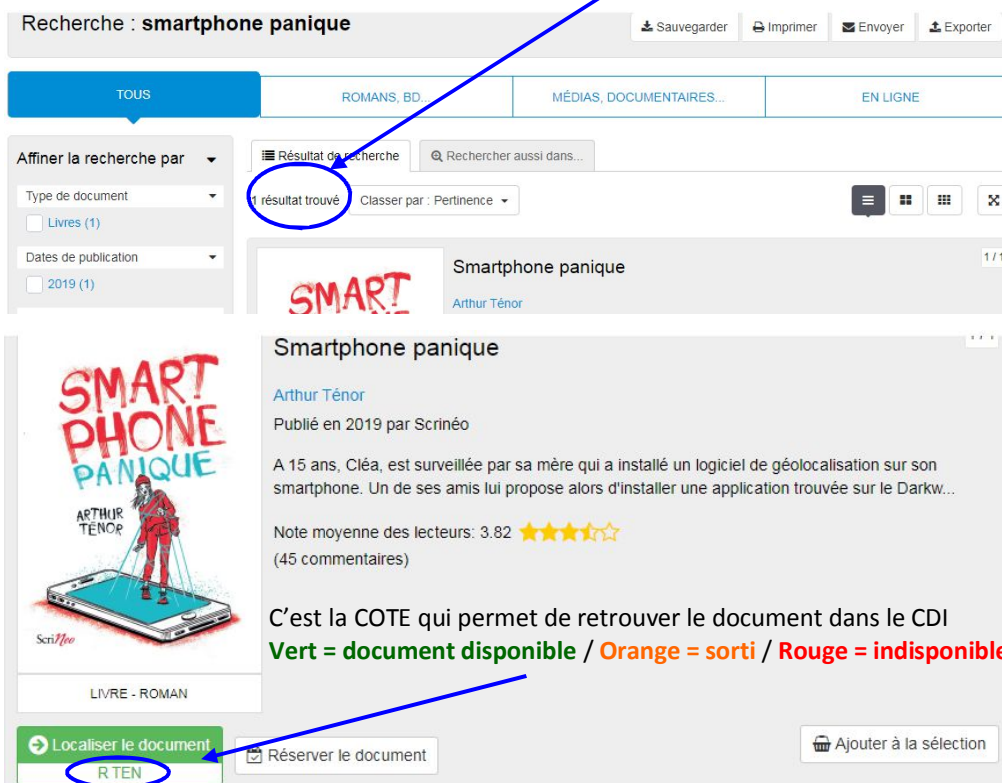 Recherche : smartphone panique
Sauvegarder Imprimer Envoyer Exporter
TOUS ROMANS, BD... MÉDIAS, DOCUMENTAIRES... EN LIGNE
Affiner la recherche par
Résultat de recherche Rechercher aussi dans...
Type de document
1 résultat trouvé Classer par : Pertinence
Livres (1)
Dates de publication
2019 (1)
Smartphone panique
1 / 1
Arthur Ténor
SMART
Smartphone panique
Arthur Ténor
Publié en 2019 par Scrinéo
A 15 ans, Cléa, est surveillée par sa mère qui a installé un logiciel de géolocalisation sur son
smartphone. Un de ses amis lui propose alors d'installer une application trouvée sur le Darkw...
Note moyenne des lecteurs: 3.82
(45 commentaires)
SMART
PHONE
PANIQUE
ARTHUR
TÉNOR
ScriNeo
LIVRE - ROMAN
C’est la COTE qui permet de retrouver le document dans le CDI
Vert = document disponible / Orange = sorti / Rouge = indisponible
Localiser le document
R TEN
Réserver le document
Ajouter à la sélection